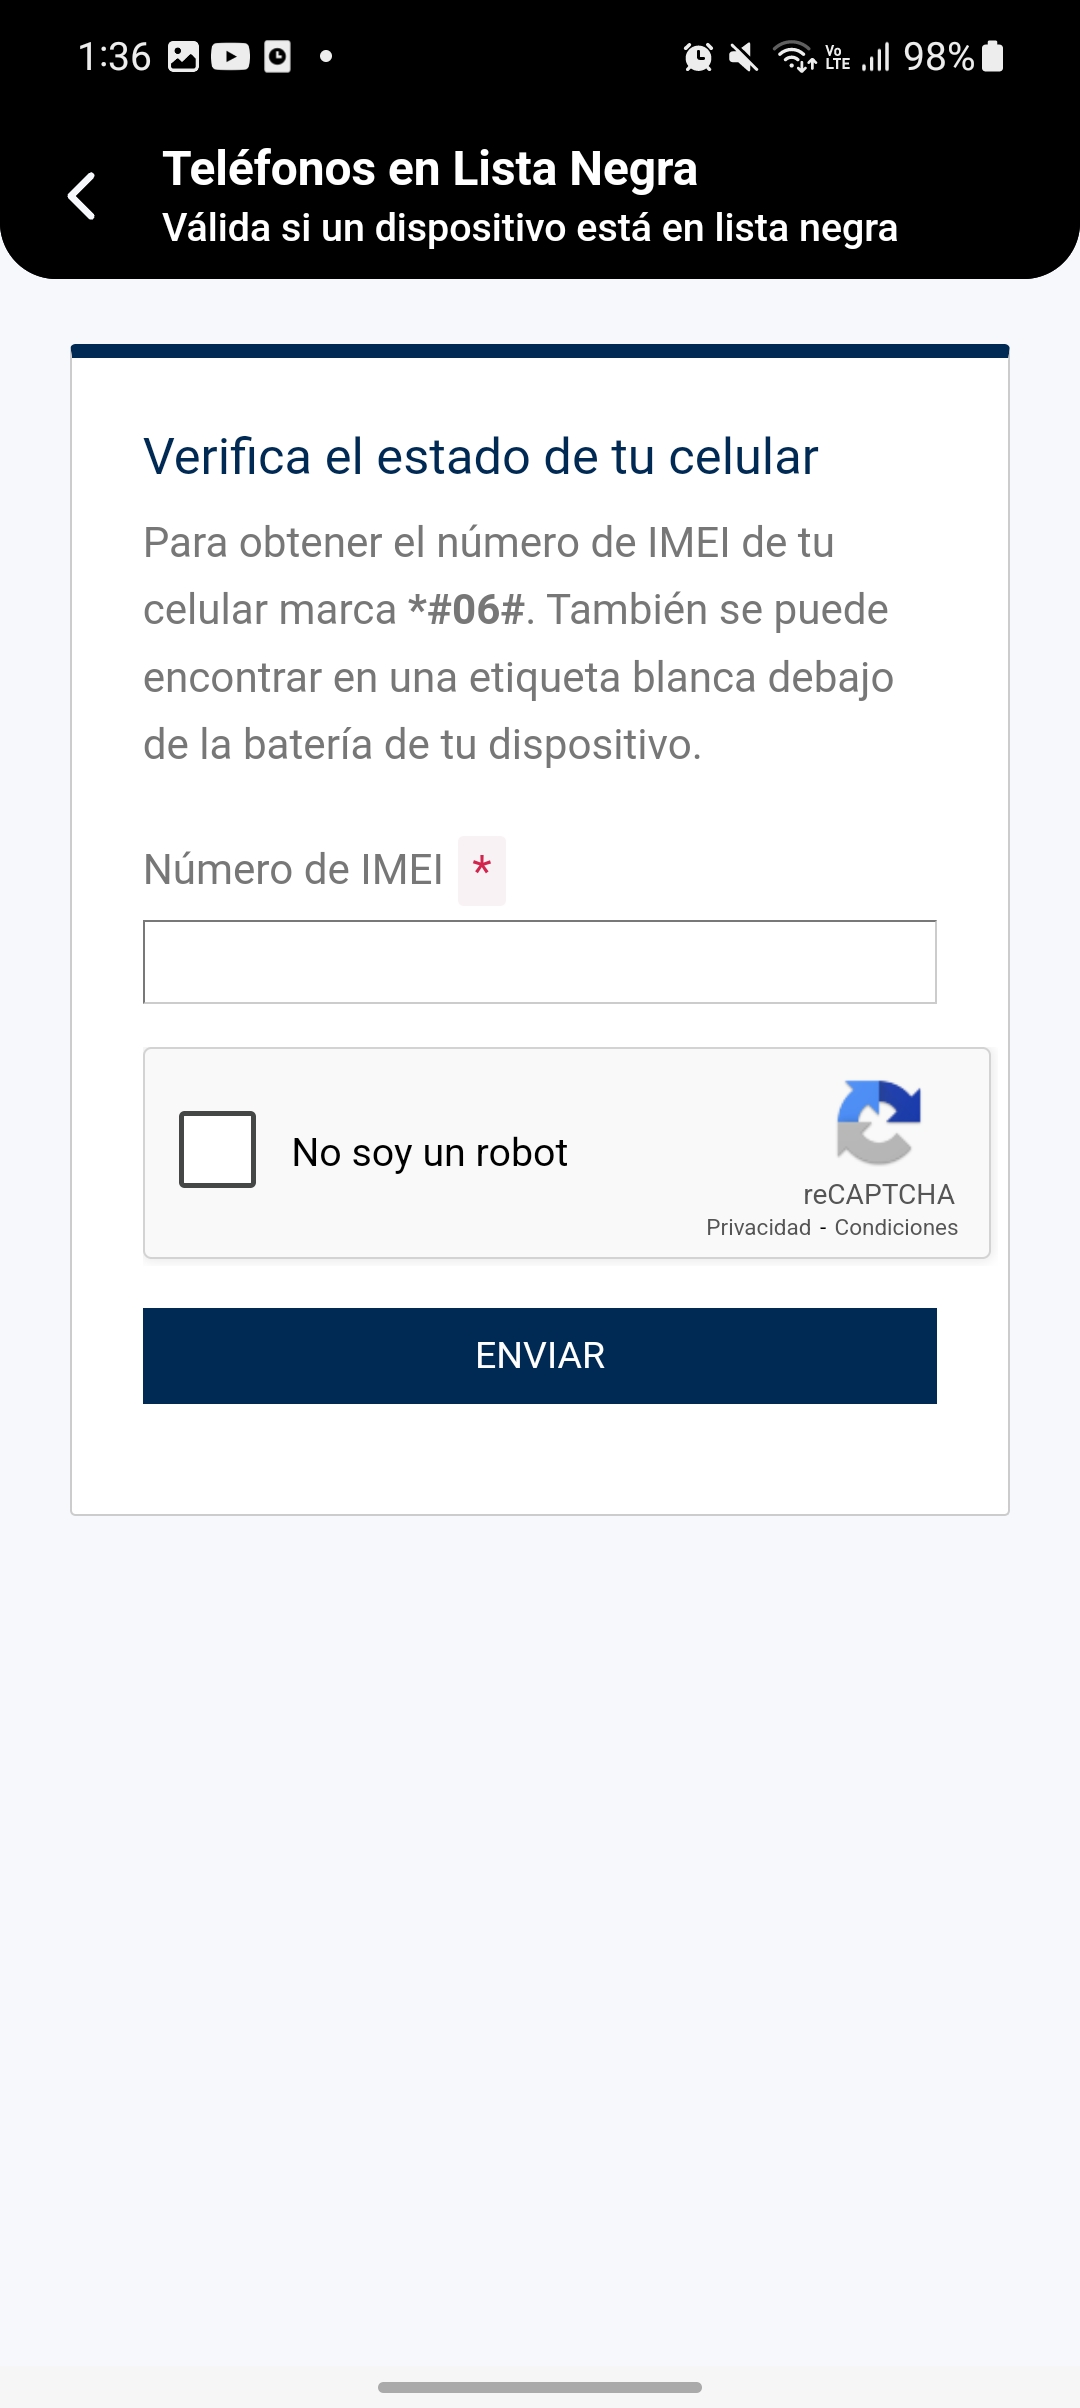 1:36
Vo
LTE
98%
Teléfonos en Lista Negra
Válida si un dispositivo está en lista negra
Verifica el estado de tu celular
Para obtener el número de IMEI de tu
celular marca *#06#. También se puede
encontrar en una etiqueta blanca debajo
de la batería de tu dispositivo.
Número de IMEI *
No soy un robot
reCAPTCHA
Privacidad - Condiciones
ENVIAR